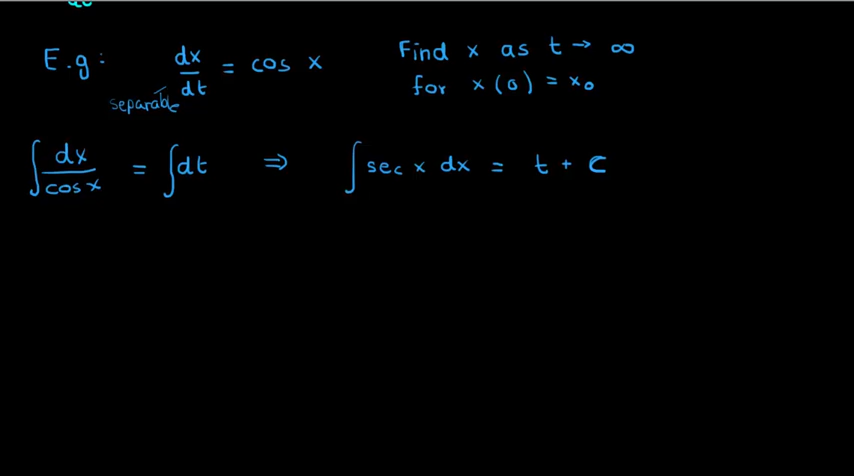 E.g: dx/dt = cos x Find x as t → ∞
for x(0) = x₀
separable
∫ dx/cos x = ∫ dt ⇒ ∫ sec x dx = t + C